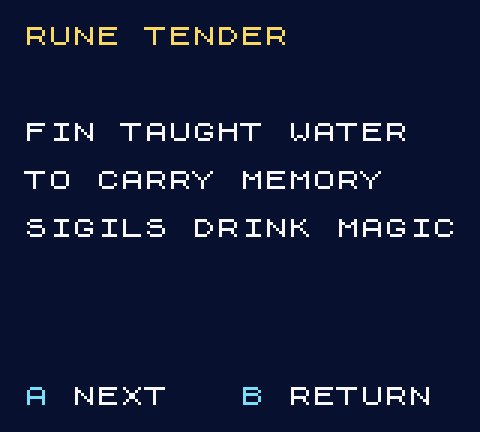 RUNE TENDER
FIN TAUGHT WATER
TO CARRY MEMORY
SIGILS DRINK MAGIC
A NEXT B RETURN